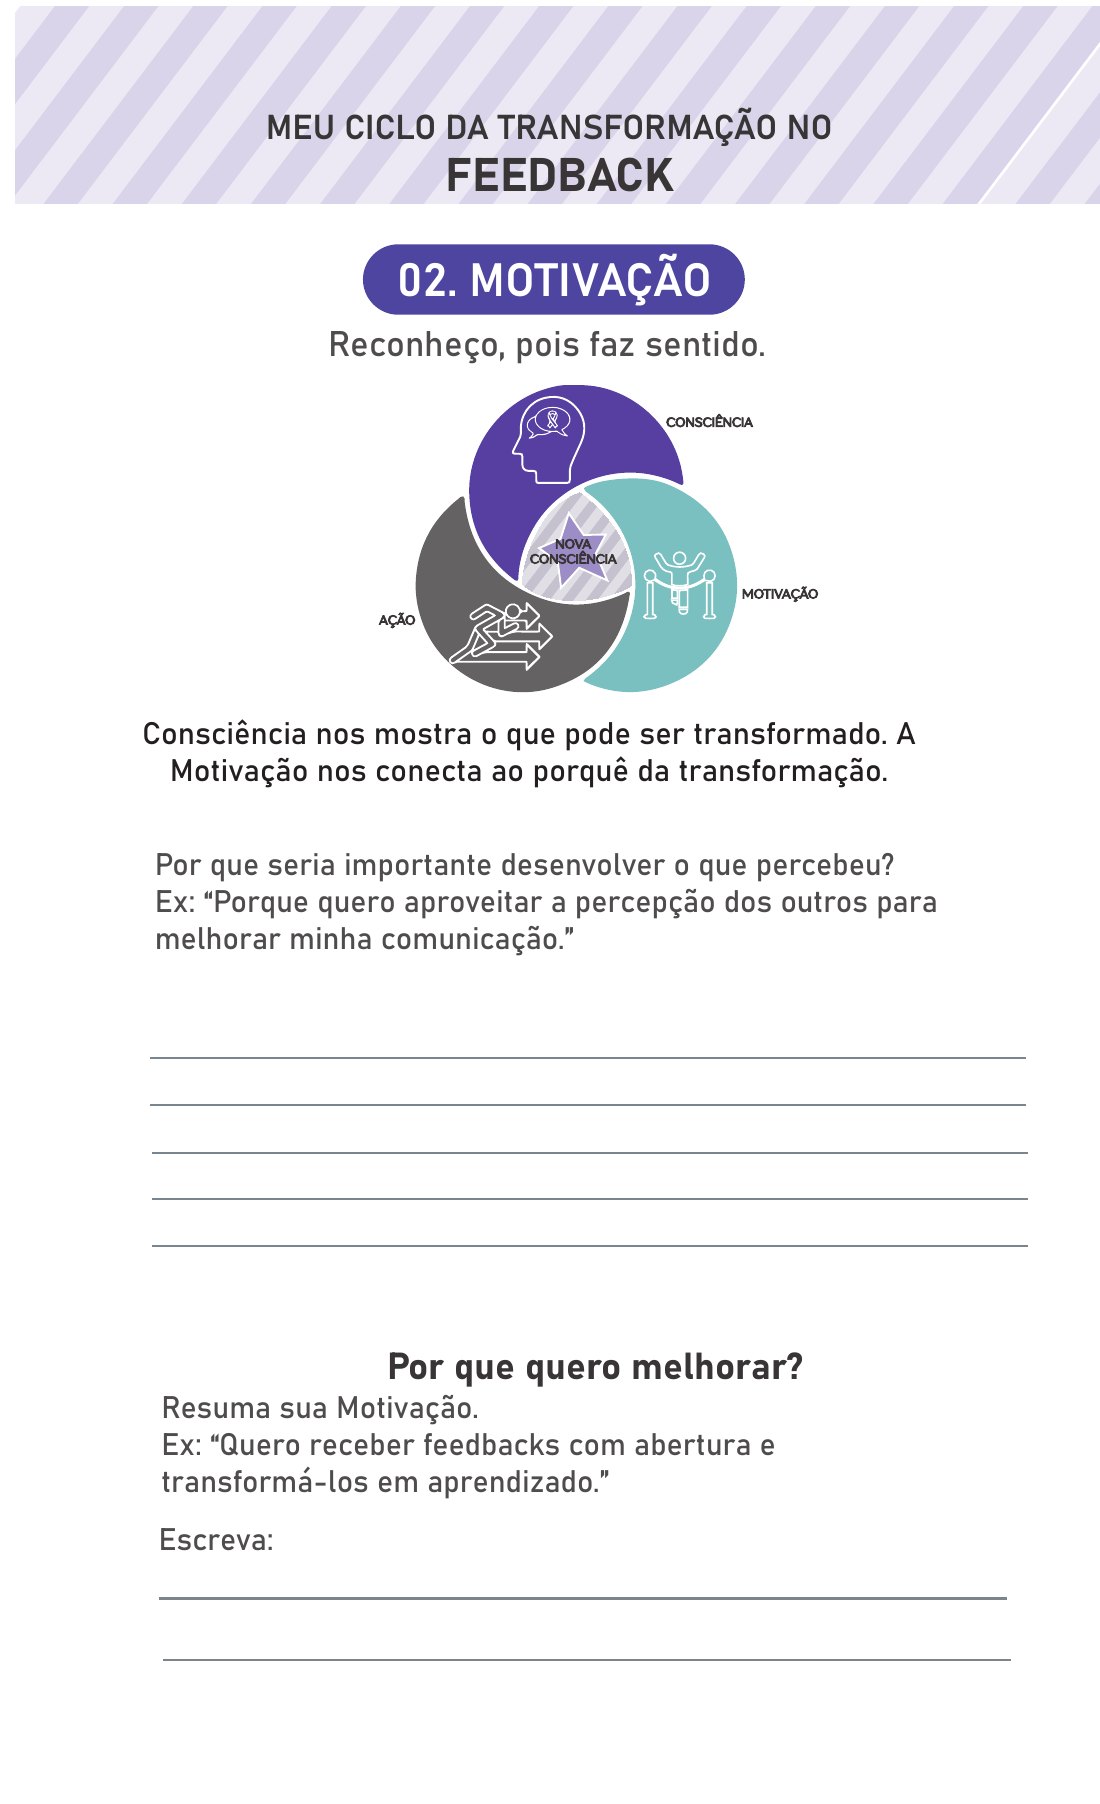 MEU CICLO DA TRANSFORMAÇÃO NO
FEEDBACK
02. MOTIVAÇÃO
Reconheço, pois faz sentido.
CONSCIÊNCIA
NOVA
CONSCIÊNCIA
MOTIVAÇÃO
AÇÃO
Consciência nos mostra o que pode ser transformado. A
Motivação nos conecta ao porquê da transformação.
Por que seria importante desenvolver o que percebeu?
Ex: “Porque quero aproveitar a percepção dos outros para
melhorar minha comunicação.”
Por que quero melhorar?
Resuma sua Motivação.
Ex: “Quero receber feedbacks com abertura e
transformá-los em aprendizado.”
Escreva: